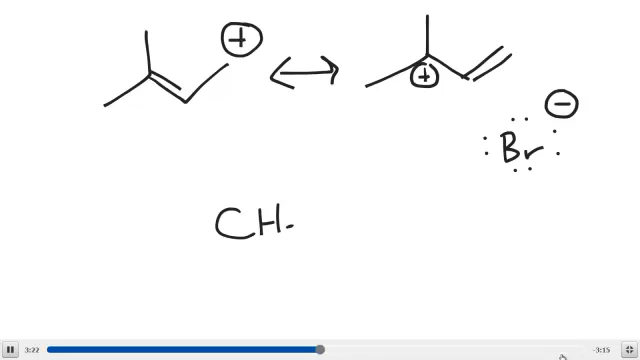 + +
−
:Br:
CH
3:22 -3:15